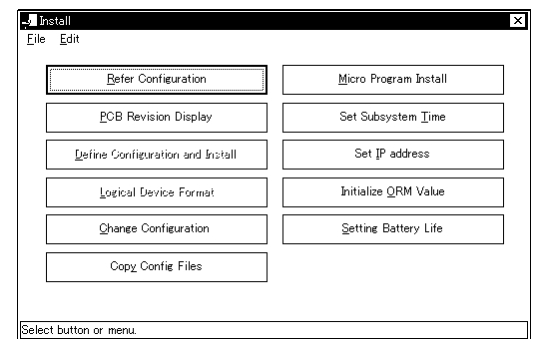 Install
File Edit
Refer Configuration
PCB Revision Display
Define Configuration and Install
Logical Device Format
Change Configuration
Copy Config Files
Micro Program Install
Set Subsystem Time
Set IP address
Initialize ORM Value
Setting Battery Life
Select button or menu.